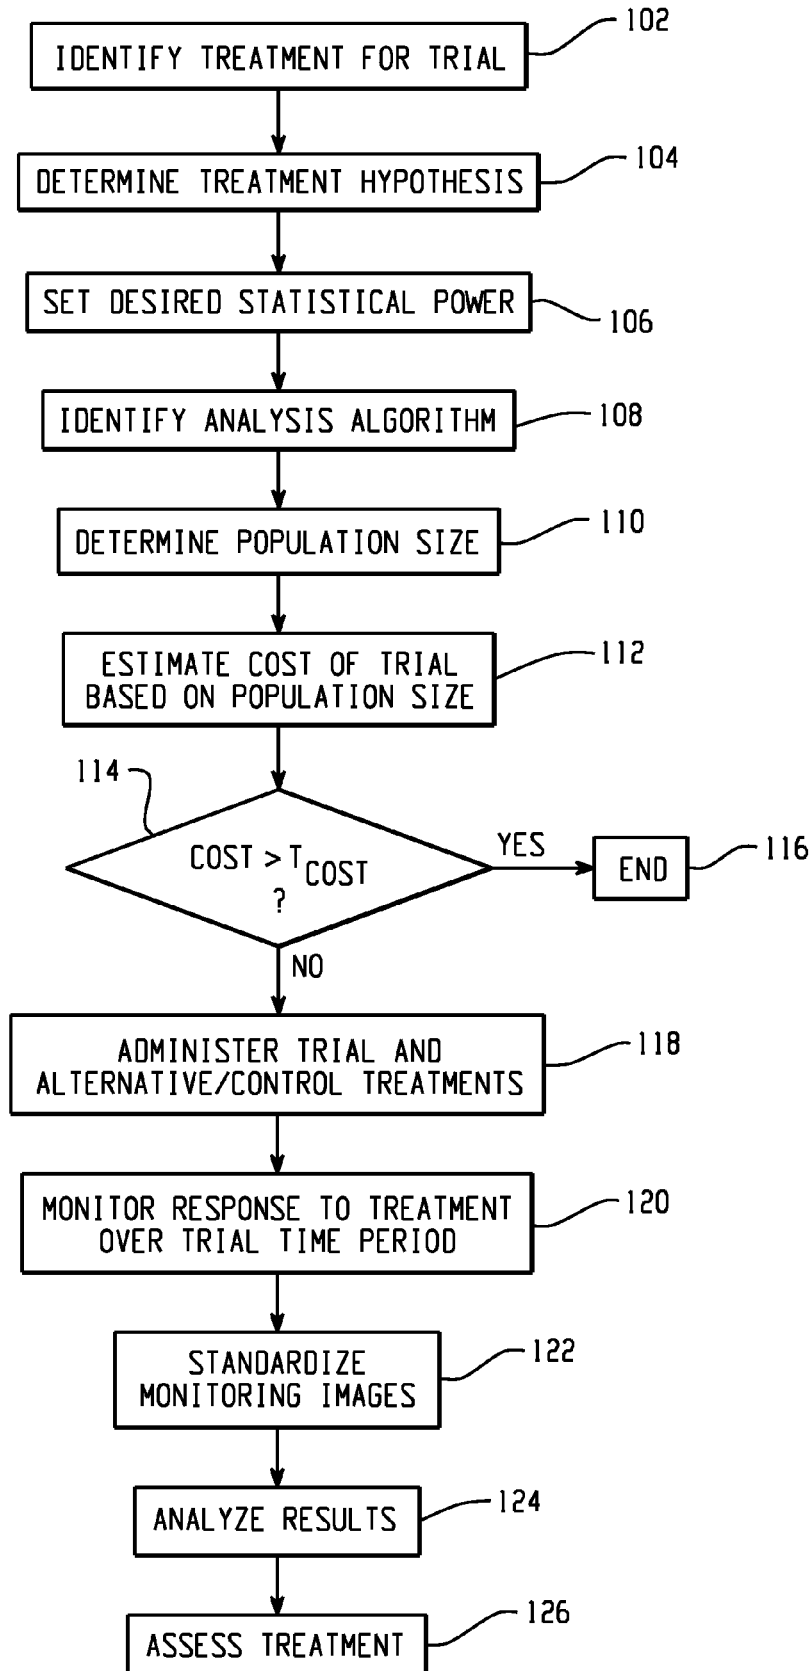 102
IDENTIFY TREATMENT FOR TRIAL
104
DETERMINE TREATMENT HYPOTHESIS
SET DESIRED STATISTICAL POWER
106
IDENTIFY ANALYSIS ALGORITHM
108
110
DETERMINE POPULATION SIZE
112
ESTIMATE COST OF TRIAL
BASED ON POPULATION SIZE
114
COST > T COST
?
YES
END
116
NO
118
ADMINISTER TRIAL AND
ALTERNATIVE/CONTROL TREATMENTS
120
MONITOR RESPONSE TO TREATMENT
OVER TRIAL TIME PERIOD
122
STANDARDIZE
MONITORING IMAGES
124
ANALYZE RESULTS
126
ASSESS TREATMENT